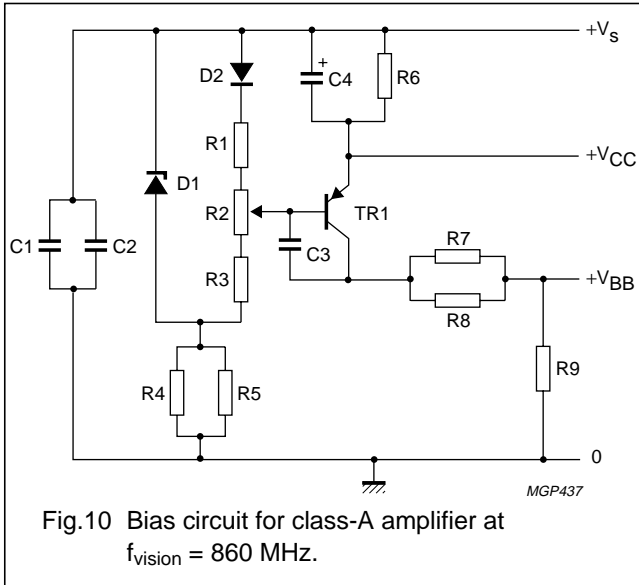 +VS
D2
+
C4
R6
R1
+VCC
D1
R2
TR1
C1
C2
C3
R7
R3
+VBB
R8
R4
R5
R9
0
MGP437
Fig.10 Bias circuit for class-A amplifier at
fvision = 860 MHz.